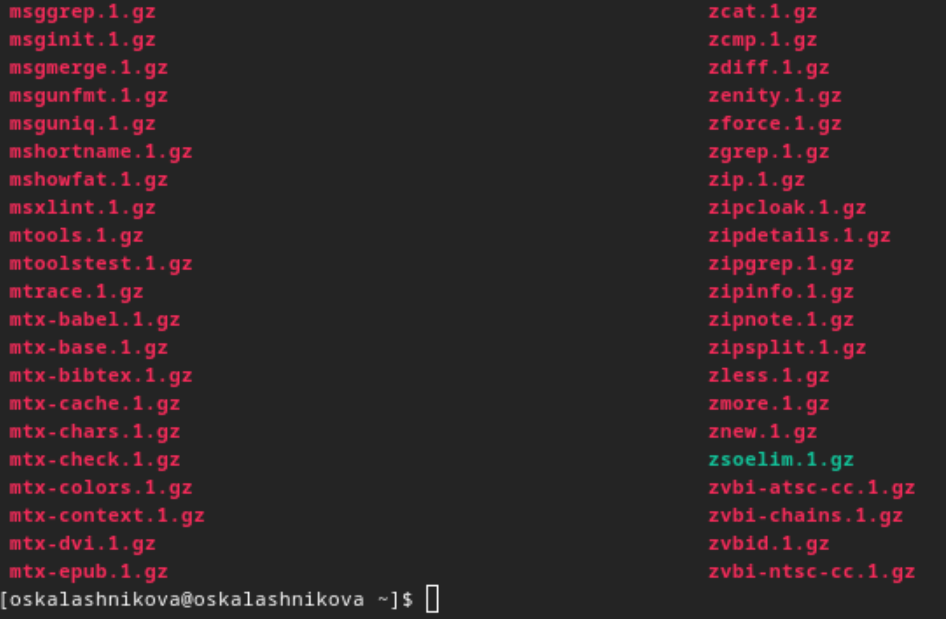 msggrep.1.gz zcat.1.gz
msginit.1.gz zcmp.1.gz
msgmerge.1.gz zdiff.1.gz
msgunfmt.1.gz zenity.1.gz
msguniq.1.gz zforce.1.gz
mshortname.1.gz zgrep.1.gz
mshowfat.1.gz zip.1.gz
msxlint.1.gz zipcloak.1.gz
mtools.1.gz zipdetails.1.gz
mtoolstest.1.gz zipgrep.1.gz
mtrace.1.gz zipinfo.1.gz
mtx-babel.1.gz zipnote.1.gz
mtx-base.1.gz zipsplit.1.gz
mtx-bibtex.1.gz zless.1.gz
mtx-cache.1.gz zmore.1.gz
mtx-chars.1.gz znew.1.gz
mtx-check.1.gz zsoelim.1.gz
mtx-colors.1.gz zvbi-atsc-cc.1.gz
mtx-context.1.gz zvbi-chains.1.gz
mtx-dvi.1.gz zvbid.1.gz
mtx-epub.1.gz zvbi-ntsc-cc.1.gz
[oskalashnikova@oskalashnikova ~]$